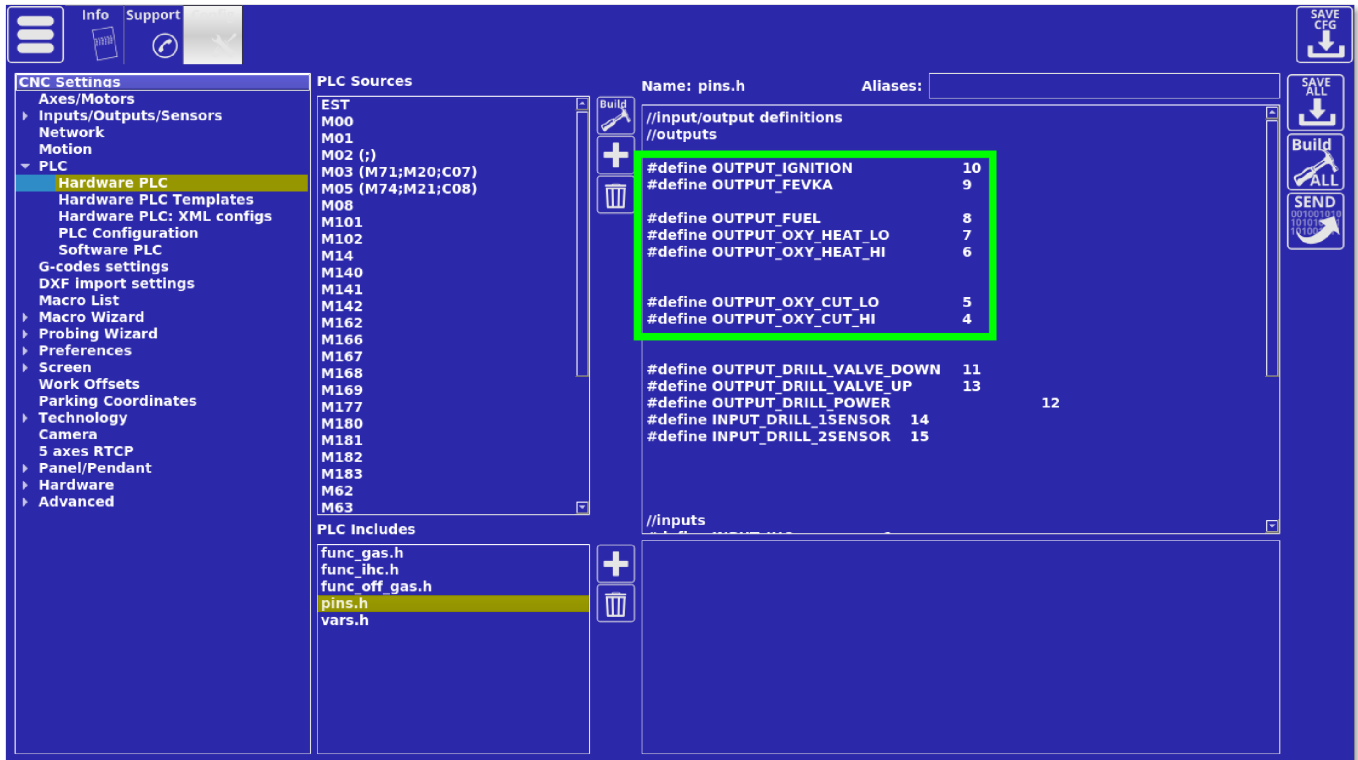 Info Support
SAVE
CFG
CNC Settings
Axes/Motors
Inputs/Outputs/Sensors
Network
Motion
PLC
Hardware PLC
Hardware PLC Templates
Hardware PLC: XML configs
PLC Configuration
Software PLC
G-codes settings
DXF import settings
Macro List
Macro Wizard
Probing Wizard
Preferences
Screen
Work Offsets
Parking Coordinates
Technology
Camera
5 axes RTCP
Panel/Pendant
Hardware
Advanced
PLC Sources
EST
M00
M01
M02 (;)
M03 (M71;M20;C07)
M05 (M74;M21;C08)
M08
M101
M102
M14
M140
M141
M142
M162
M166
M167
M168
M169
M177
M180
M181
M182
M183
M62
M63
PLC Includes
func_gas.h
func_ihc.h
func_off_gas.h
pins.h
vars.h
Build
Name: pins.h Aliases:
//input/output definitions
//outputs
#define OUTPUT_IGNITION 10
#define OUTPUT_FEVKA 9
#define OUTPUT_FUEL 8
#define OUTPUT_OXY_HEAT_LO 7
#define OUTPUT_OXY_HEAT_HI 6
#define OUTPUT_OXY_CUT_LO 5
#define OUTPUT_OXY_CUT_HI 4
#define OUTPUT_DRILL_VALVE_DOWN 11
#define OUTPUT_DRILL_VALVE_UP 13
#define OUTPUT_DRILL_POWER 12
#define INPUT_DRILL_1SENSOR 14
#define INPUT_DRILL_2SENSOR 15
//inputs
SAVE
ALL
Build
ALL
SEND